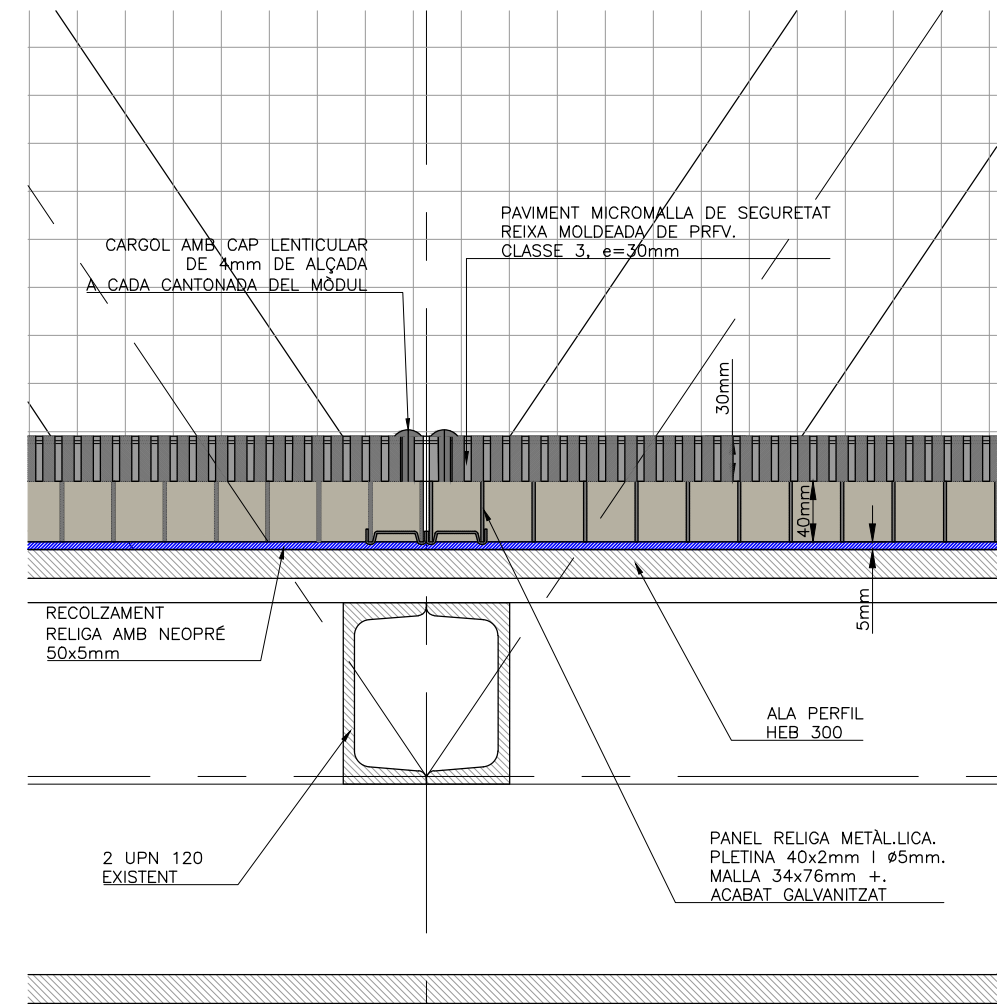 PAVIMENT MICROMALLA DE SEGURETAT
REIXA MOLDEADA DE PRFV.
CLASSE 3, e=30mm
CARGOL AMB CAP LENTICULAR
DE 4mm DE ALÇADA
A CADA CANTONADA DEL MÒDUL
30mm
40mm
5mm
RECOLZAMENT
RELIGA AMB NEOPRÉ
50x5mm
ALA PERFIL
HEB 300
2 UPN 120
EXISTENT
PANEL RELIGA METÀL.LICA.
PLETINA 40x2mm I ø5mm.
MALLA 34x76mm +.
ACABAT GALVANITZAT